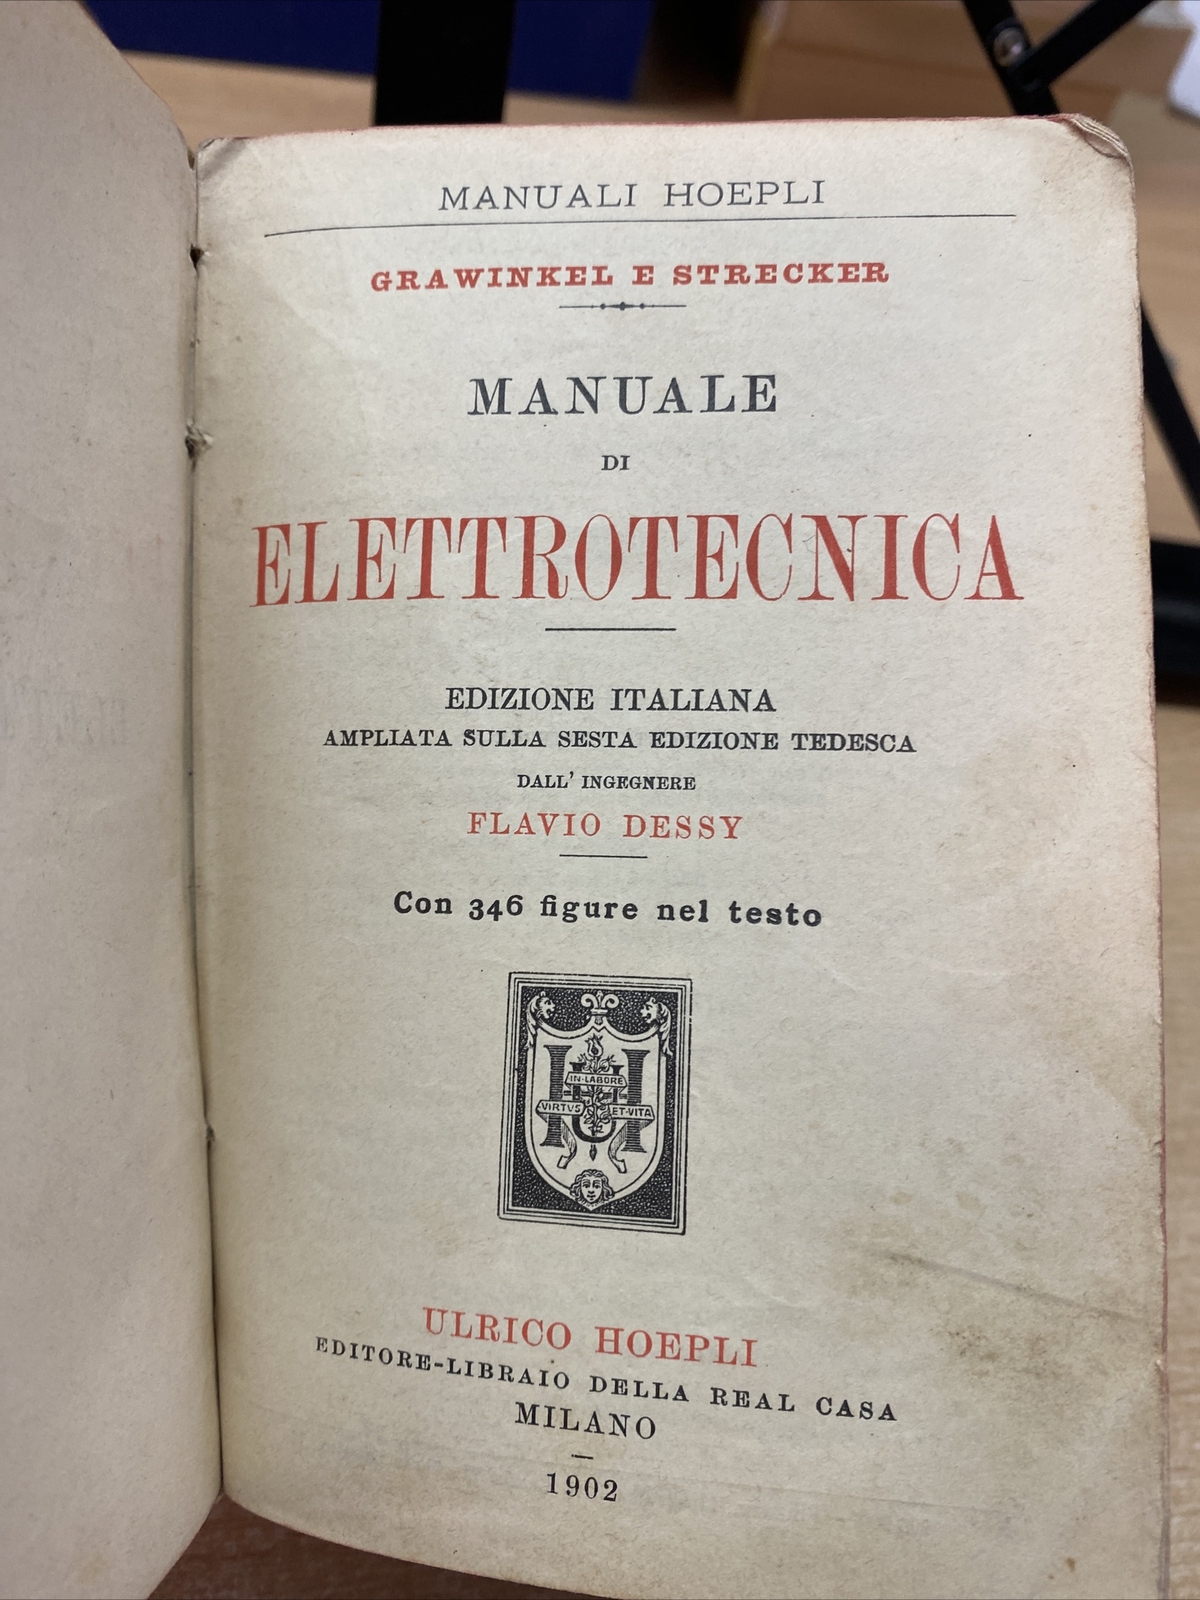 MANUALI HOEPLI
GRAWINKEL E STRECKER
MANUALE
DI
ELETTROTECNICA
EDIZIONE ITALIANA
AMPLIATA SULLA SESTA EDIZIONE TEDESCA
DALL' INGEGNERE
FLAVIO DESSY
Con 346 figure nel testo
IN·LABORE
VIRTVS ET·VITA
ULRICO HOEPLI
EDITORE-LIBRAIO DELLA REAL CASA
MILANO
1902